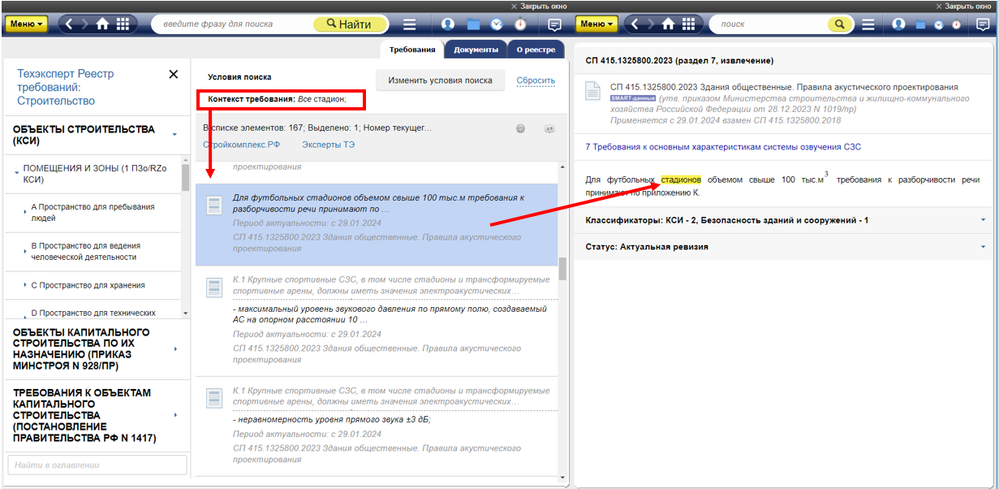 Закрыть окно
Меню
введите фразу для поиска
Найти
Требования
Документы
О реестре
Техэксперт Реестр
требований:
Строительство
ОБЪЕКТЫ СТРОИТЕЛЬСТВА
(КСИ)
ПОМЕЩЕНИЯ И ЗОНЫ (1 ПЗо/RZo
КСИ)
А Пространство для пребывания
людей
В Пространство для ведения
человеческой деятельности
С Пространство для хранения
D Пространство для технических
ОБЪЕКТЫ КАПИТАЛЬНОГО
СТРОИТЕЛЬСТВА ПО ИХ
НАЗНАЧЕНИЮ (ПРИКАЗ
МИНСТРОЯ N 928/ПР)
ТРЕБОВАНИЯ К ОБЪЕКТАМ
КАПИТАЛЬНОГО
СТРОИТЕЛЬСТВА
(ПОСТАНОВЛЕНИЕ
ПРАВИТЕЛЬСТВА РФ N 1417)
Найти в оглавлении
Условия поиска
Изменить условия поиска
Сбросить
Контекст требования: Все стадион;
В списке элементов: 167; Выделено: 1; Номер текущег...
Стройкомплекс.РФ Эксперты ТЭ
проектирования
Для футбольных стадионов объемом свыше 100 тыс.м требования к
разборчивости речи принимают по ...
Период актуальности: с 29.01.2024
СП 415.1325800.2023 Здания общественные. Правила акустического
проектирования
К.1 Крупные спортивные СЗС, в том числе стадионы и трансформируемые
спортивные арены, должны иметь значения электроакустических...
- максимальный уровень звукового давления по прямому полю, создаваемый
АС на опорном расстоянии 10 ...
Период актуальности: с 29.01.2024
СП 415.1325800.2023 Здания общественные. Правила акустического
проектирования
К.1 Крупные спортивные СЗС, в том числе стадионы и трансформируемые
спортивные арены, должны иметь значения электроакустических...
- неравномерность уровня прямого звука ±3 дБ;
Период актуальности: с 29.01.2024
СП 415.1325800.2023 Здания общественные. Правила акустического
проектирования
Закрыть окно
Меню
поиск
СП 415.1325800.2023 (раздел 7, извлечение)
СП 415.1325800.2023 Здания общественные. Правила акустического проектирования
SMART-данные (утв. приказом Министерства строительства и жилищно-коммунального
хозяйства Российской Федерации от 28.12.2023 N 1019/пр)
Применяется с 29.01.2024 взамен СП 415.1325800.2018
7 Требования к основным характеристикам системы озвучения СЗС
Для футбольных стадионов объемом свыше 100 тыс.м3 требования к разборчивости речи
принимают по приложению К.
Классификаторы: КСИ - 2, Безопасность зданий и сооружений - 1
Статус: Актуальная ревизия